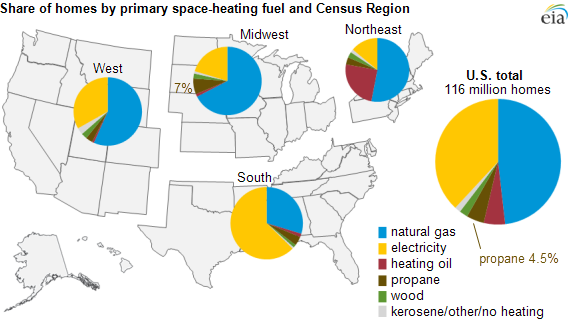 Share of homes by primary space-heating fuel and Census Region
eia
Midwest
Northeast
West
7%
U.S. total
116 million homes
South
natural gas
electricity
heating oil
propane
wood
kerosene/other/no heating
propane 4.5%